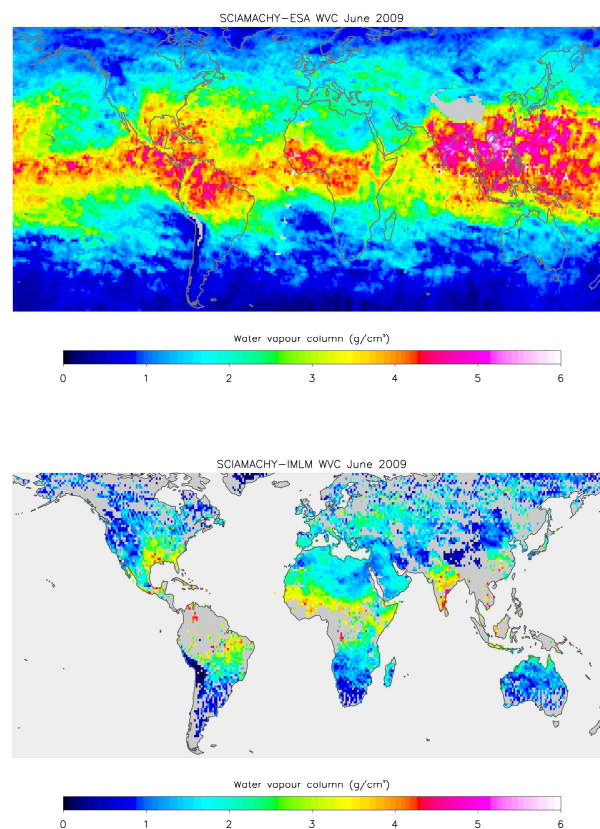 SCIAMACHY-ESA WVC June 2009
Water vapour column (g/cm²)
0 1 2 3 4 5 6
SCIAMACHY-IMLM WVC June 2009
Water vapour column (g/cm²)
0 1 2 3 4 5 6